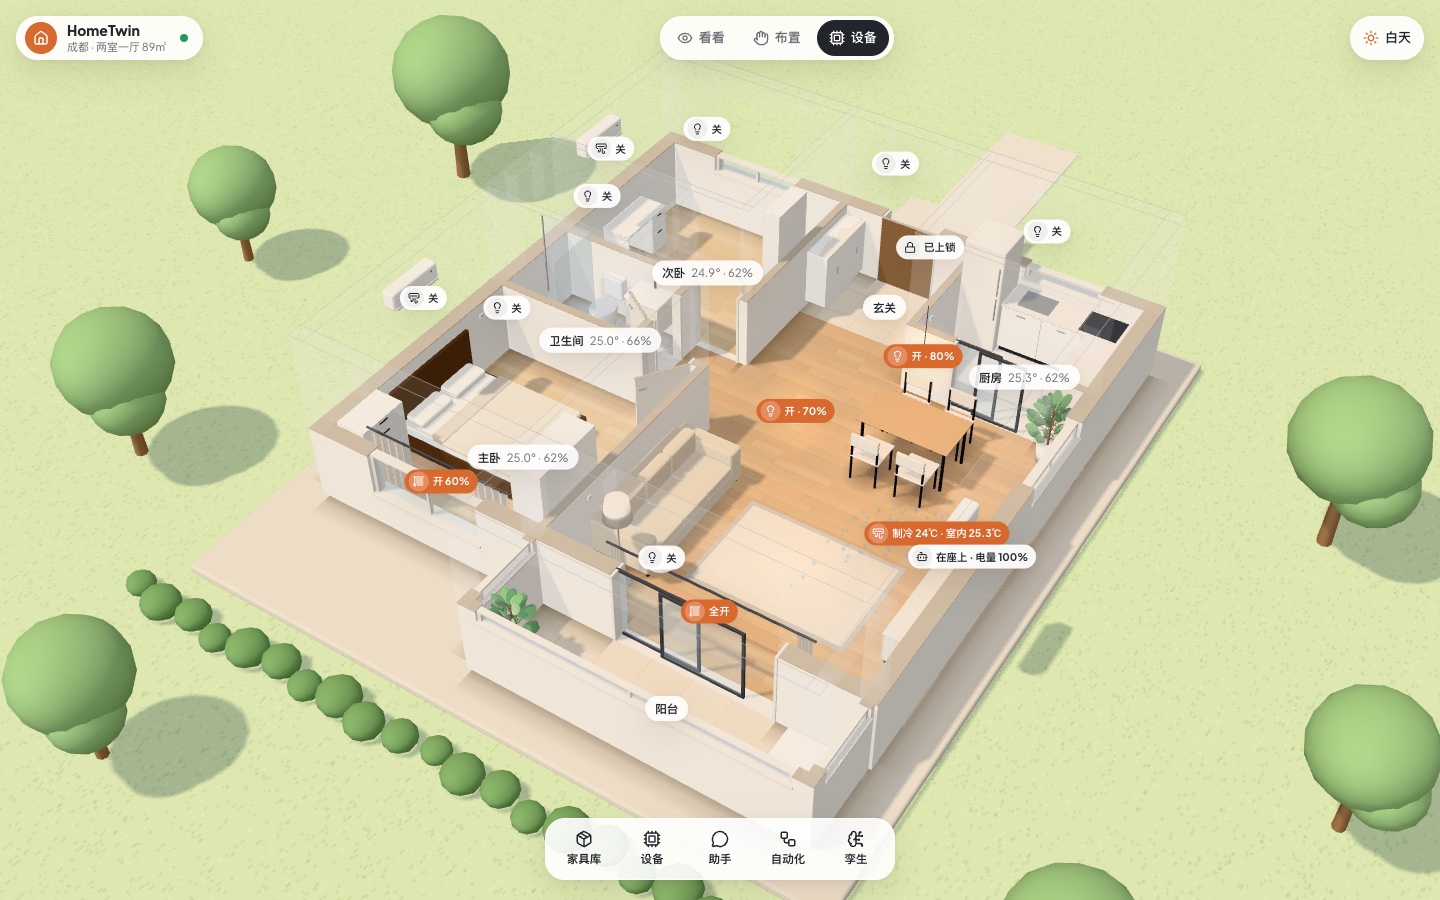 HomeTwin
成都 · 两室一厅 89㎡
看看
布置
设备
白天
关
关
关
关
已上锁
关
次卧 24.9° · 62%
关
关
玄关
卫生间 25.0° · 66%
开 · 80%
厨房 25.3° · 62%
开 · 70%
主卧 25.0° · 62%
开 60%
制冷 24℃ · 室内 25.3℃
在座上 · 电量 100%
关
全开
阳台
家具库
设备
助手
自动化
孪生